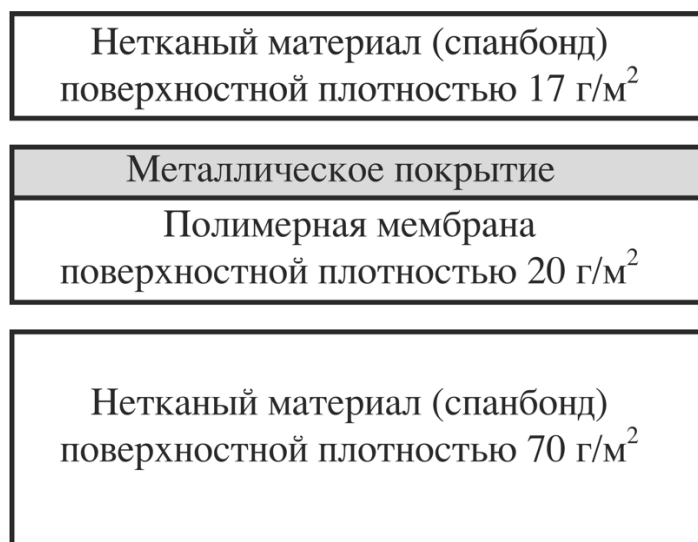 Нетканый материал (спанбонд)
поверхностной плотностью 17 г/м²
Металлическое покрытие
Полимерная мембрана
поверхностной плотностью 20 г/м²
Нетканый материал (спанбонд)
поверхностной плотностью 70 г/м²